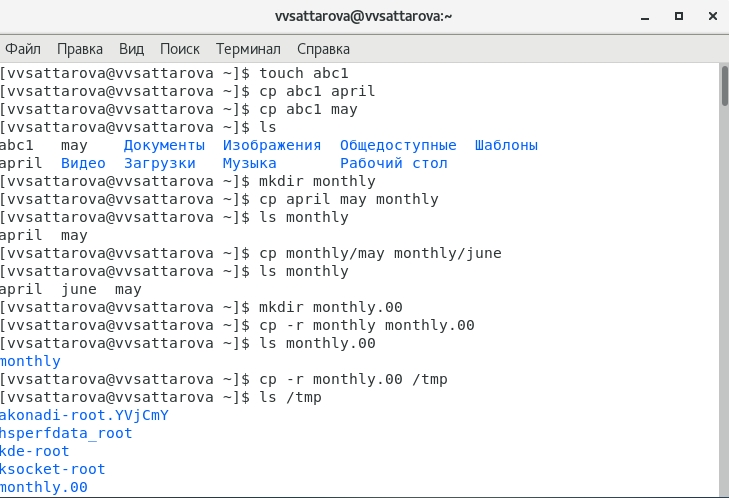 vvsattarova@vvsattarova:~
Файл Правка Вид Поиск Терминал Справка
[vvsattarova@vvsattarova ~]$ touch abc1
[vvsattarova@vvsattarova ~]$ cp abc1 april
[vvsattarova@vvsattarova ~]$ cp abc1 may
[vvsattarova@vvsattarova ~]$ ls
abc1 may Документы Изображения Общедоступные Шаблоны
april Видео Загрузки Музыка Рабочий стол
[vvsattarova@vvsattarova ~]$ mkdir monthly
[vvsattarova@vvsattarova ~]$ cp april may monthly
[vvsattarova@vvsattarova ~]$ ls monthly
april may
[vvsattarova@vvsattarova ~]$ cp monthly/may monthly/june
[vvsattarova@vvsattarova ~]$ ls monthly
april june may
[vvsattarova@vvsattarova ~]$ mkdir monthly.00
[vvsattarova@vvsattarova ~]$ cp -r monthly monthly.00
[vvsattarova@vvsattarova ~]$ ls monthly.00
monthly
[vvsattarova@vvsattarova ~]$ cp -r monthly.00 /tmp
[vvsattarova@vvsattarova ~]$ ls /tmp
akonadi-root.YVjCmY
hsperfdata_root
kde-root
ksocket-root
monthly.00